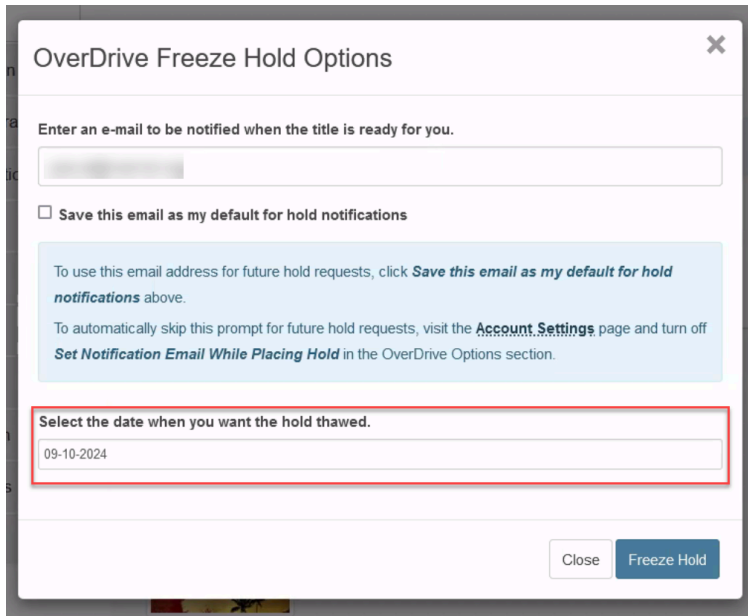 OverDrive Freeze Hold Options
Enter an e-mail to be notified when the title is ready for you.
Save this email as my default for hold notifications
To use this email address for future hold requests, click Save this email as my default for hold
notifications above.
To automatically skip this prompt for future hold requests, visit the Account Settings page and turn off
Set Notification Email While Placing Hold in the OverDrive Options section.
Select the date when you want the hold thawed.
09-10-2024
Close
Freeze Hold